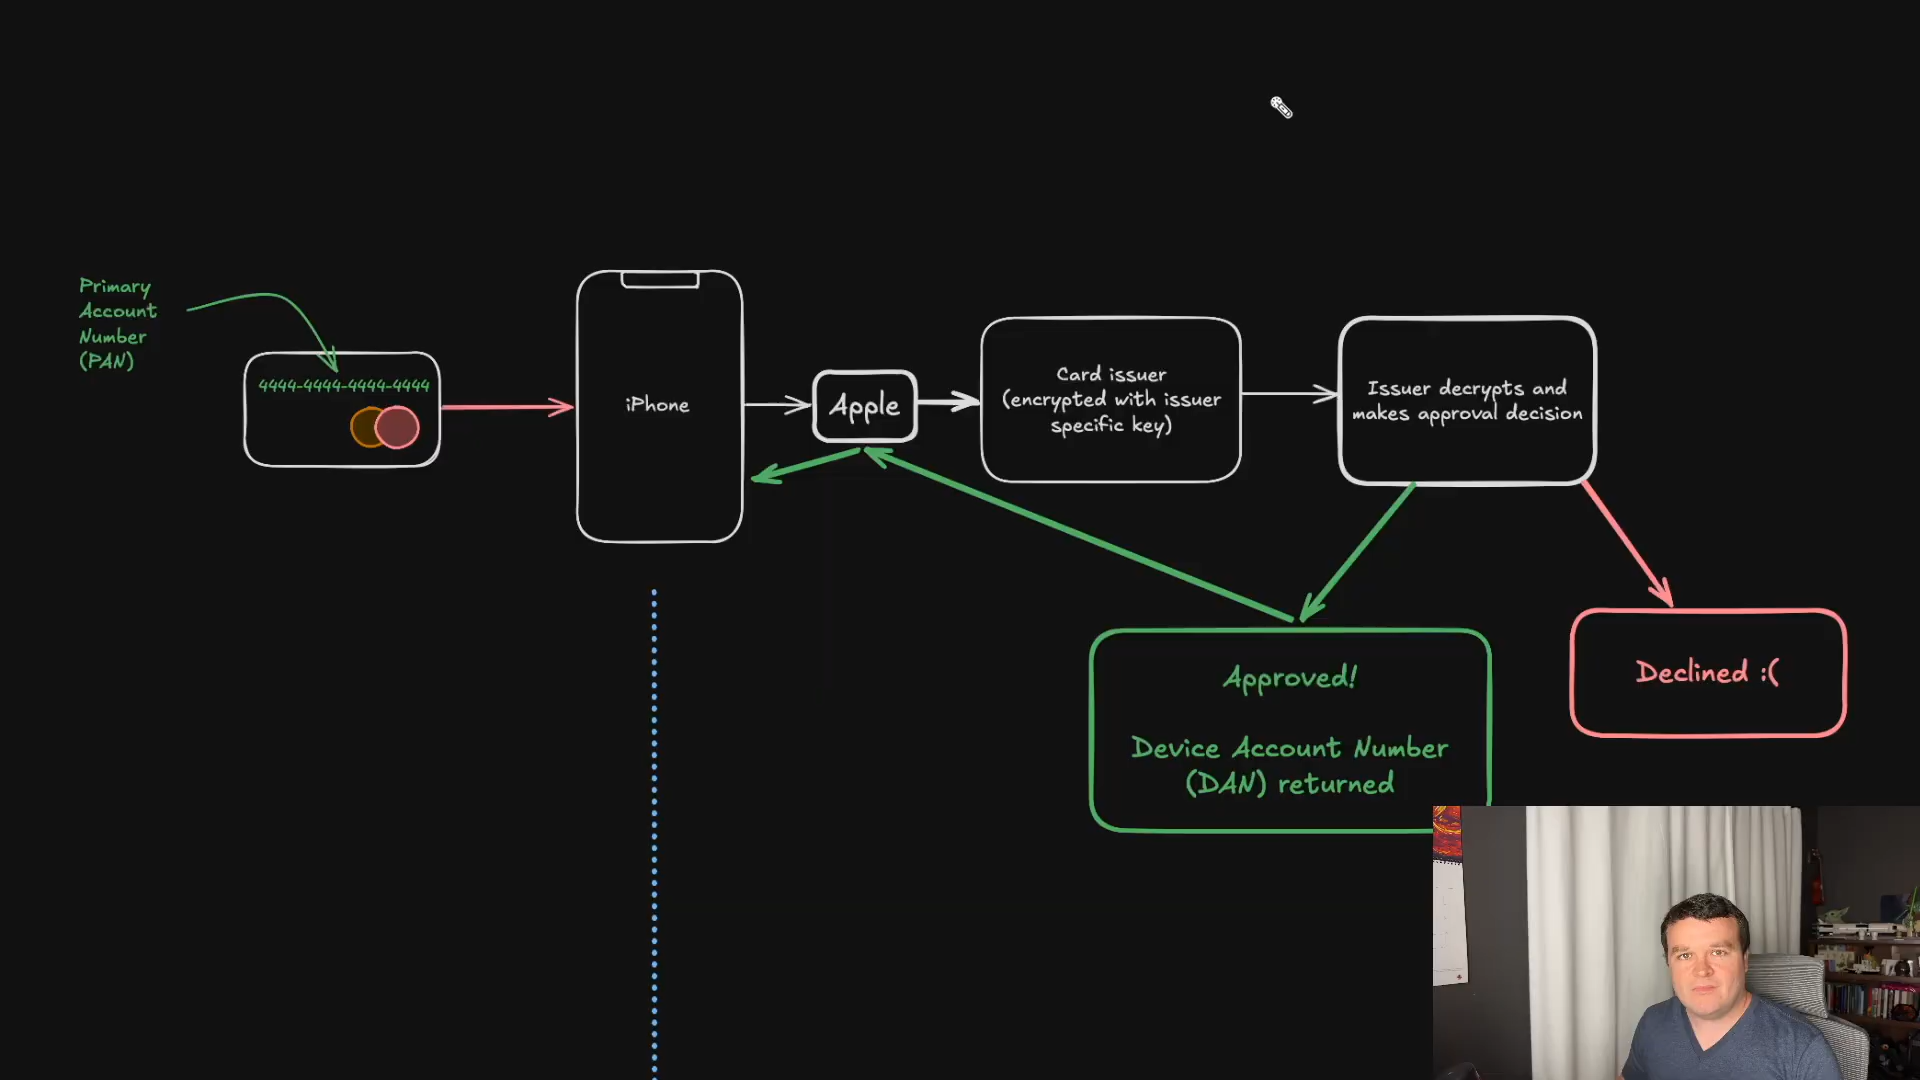 Primary
Account
Number
(PAN)
4444-4444-4444-4444
iPhone
Apple
Card issuer
(encrypted with issuer
specific key)
Issuer decrypts and
makes approval decision
Approved!
Device Account Number
(DAN) returned
Declined :(